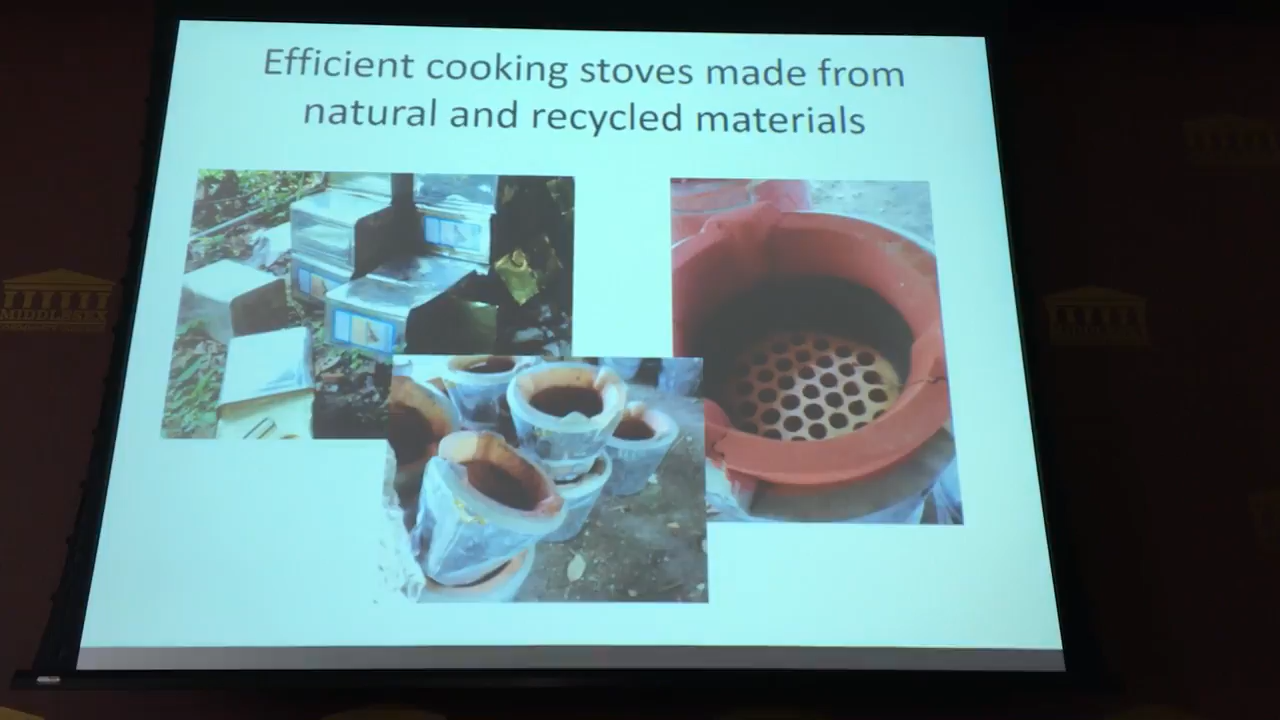 Efficient cooking stoves made from
natural and recycled materials
MIDDLESEX